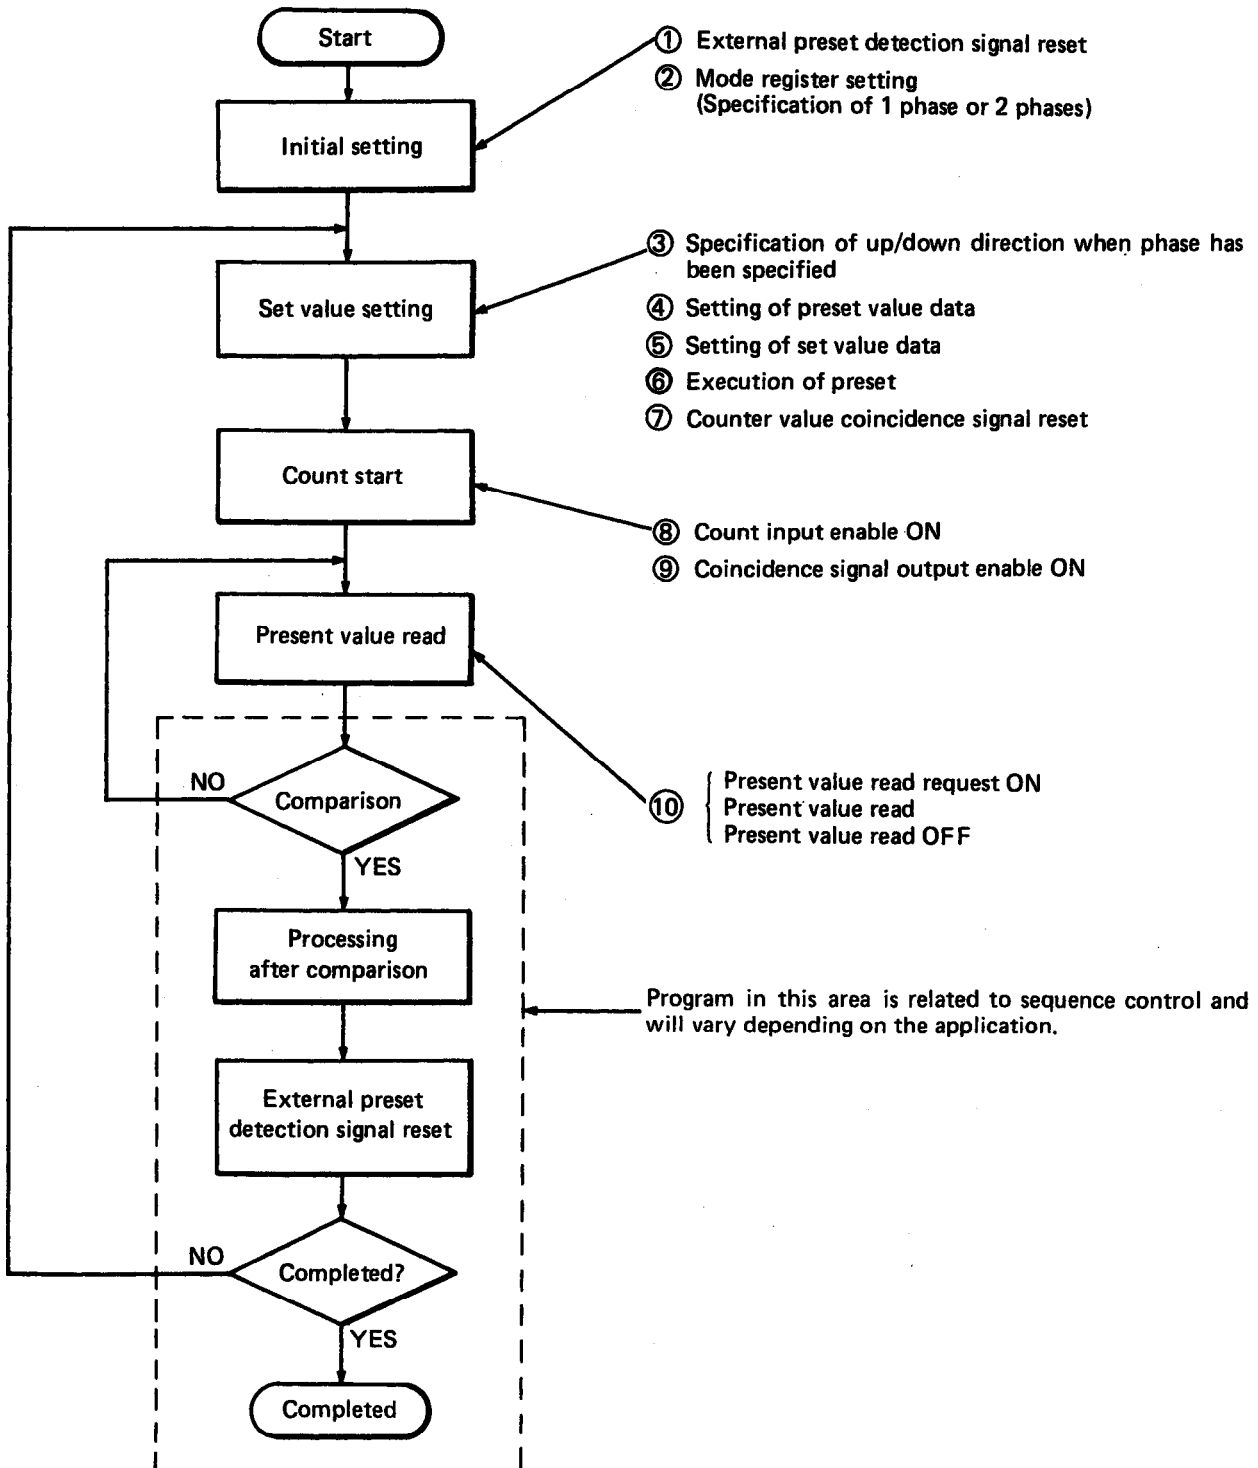 Start
① External preset detection signal reset
② Mode register setting
(Specification of 1 phase or 2 phases)
Initial setting
③ Specification of up/down direction when phase has
been specified
Set value setting
④ Setting of preset value data
⑤ Setting of set value data
⑥ Execution of preset
⑦ Counter value coincidence signal reset
Count start
⑧ Count input enable ON
⑨ Coincidence signal output enable ON
Present value read
⑩ Present value read request ON
Present value read
Present value read OFF
NO
Comparison
YES
Processing
after comparison
Program in this area is related to sequence control and
will vary depending on the application.
External preset
detection signal reset
NO
Completed?
YES
Completed